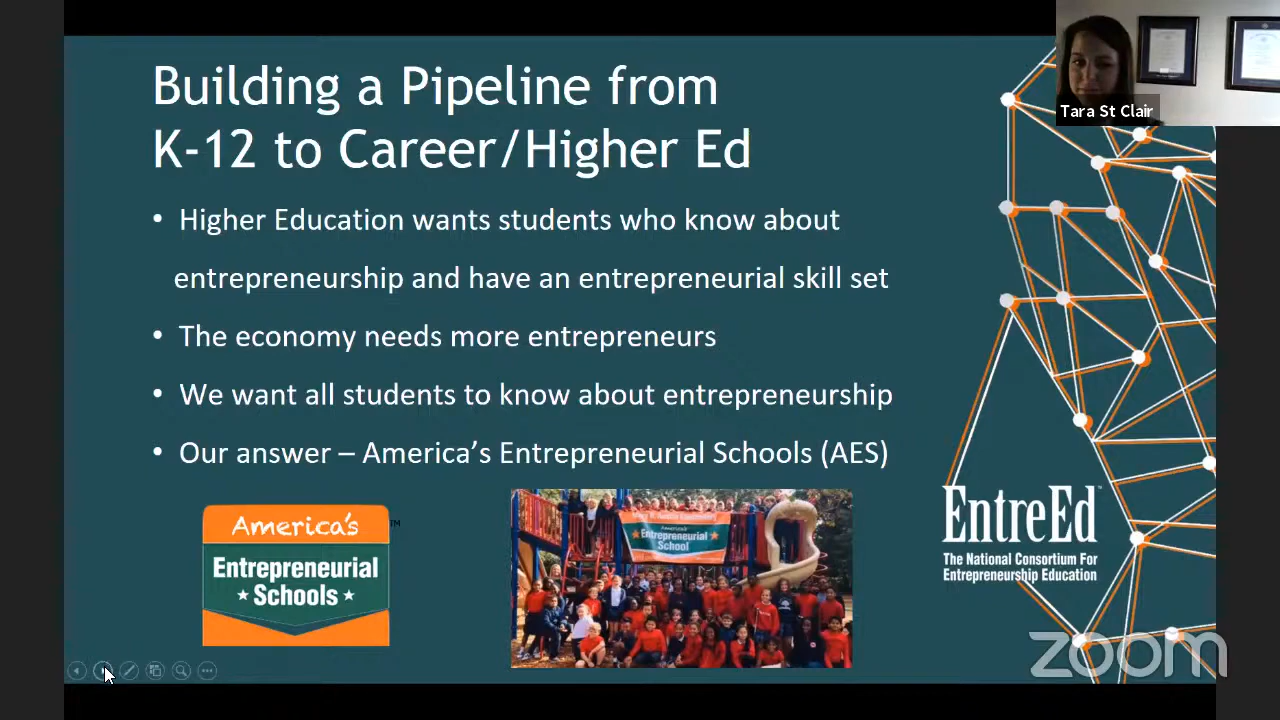 Building a Pipeline from
K-12 to Career/Higher Ed
• Higher Education wants students who know about
entrepreneurship and have an entrepreneurial skill set
• The economy needs more entrepreneurs
• We want all students to know about entrepreneurship
• Our answer – America’s Entrepreneurial Schools (AES)
America's
TM
Entrepreneurial
Schools
America's
Entrepreneurial
School
EntreEd
The National Consortium For
Entrepreneurship Education
Tara St Clair
zoom